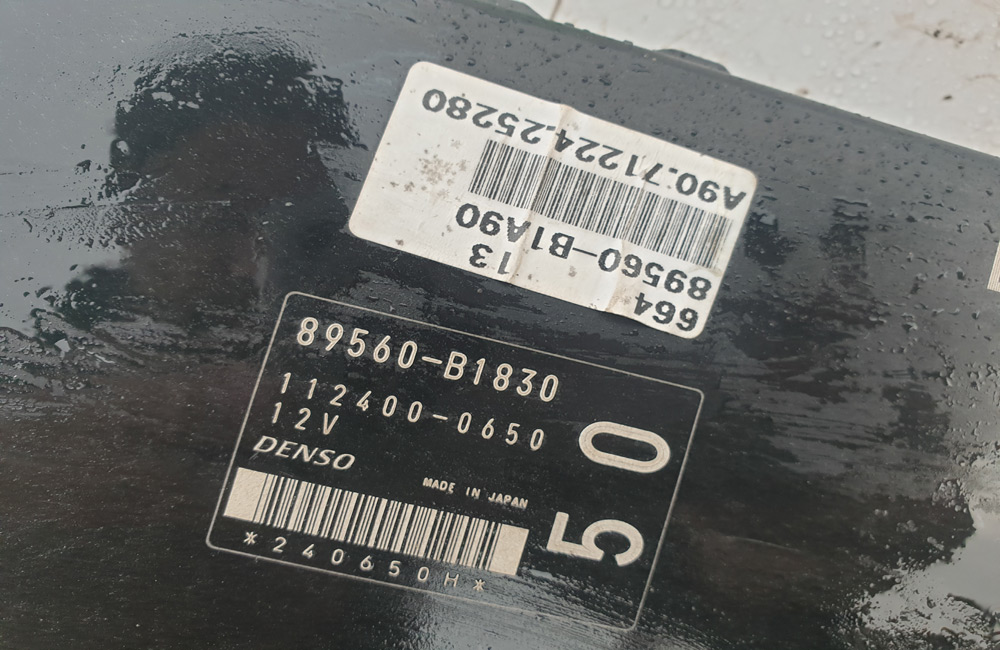 664 13
89560-B1A90
A90.71224.25280
89560-B1830
112400-0650
12V
DENSO
MADE IN JAPAN
*240650H*
50